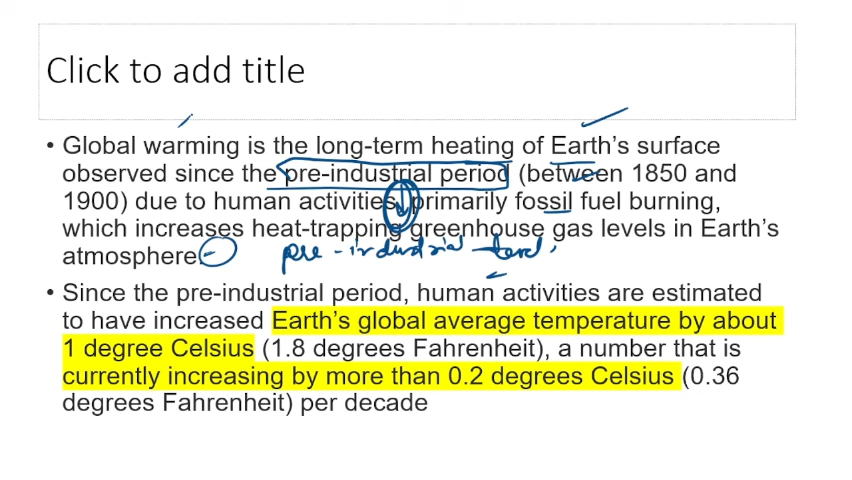 Click to add title
• Global warming is the long-term heating of Earth's surface
observed since the pre-industrial period (between 1850 and
1900) due to human activities, primarily fossil fuel burning,
which increases heat-trapping greenhouse gas levels in Earth's
atmosphere.
pre-industrial level.
• Since the pre-industrial period, human activities are estimated
to have increased Earth's global average temperature by about
1 degree Celsius (1.8 degrees Fahrenheit), a number that is
currently increasing by more than 0.2 degrees Celsius (0.36
degrees Fahrenheit) per decade